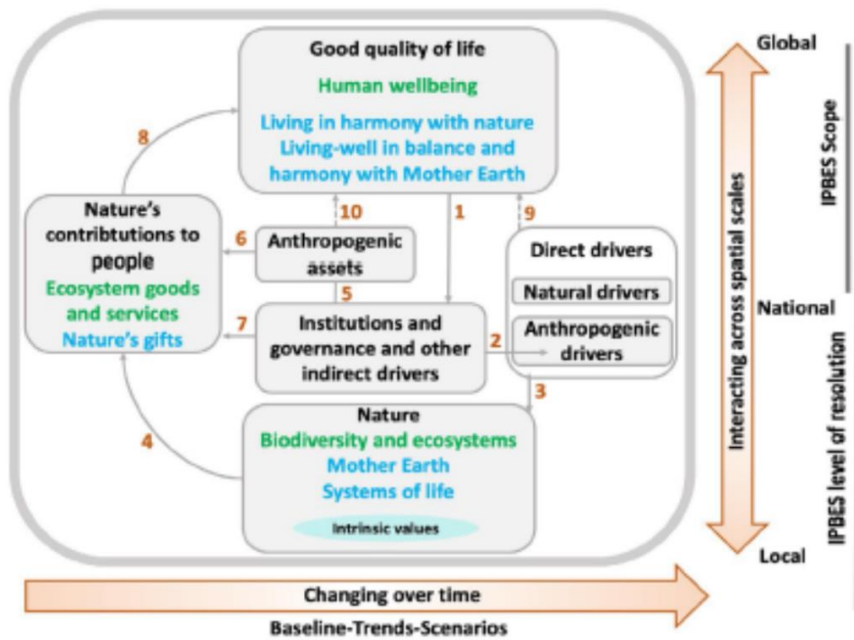 Good quality of life
Human wellbeing
Living in harmony with nature
Living-well in balance and
harmony with Mother Earth
8
10
1
9
Nature's
contribtutions to
people
Ecosystem goods
and services
Nature's gifts
6
Anthropogenic
assets
5
7
Institutions and
governance and other
indirect drivers
2
Direct drivers
Natural drivers
Anthropogenic
drivers
3
4
Nature
Biodiversity and ecosystems
Mother Earth
Systems of life
Intrinsic values
Global
National
Local
Interacting across spatial scales
IPBES Scope
IPBES level of resolution
Changing over time
Baseline-Trends-Scenarios